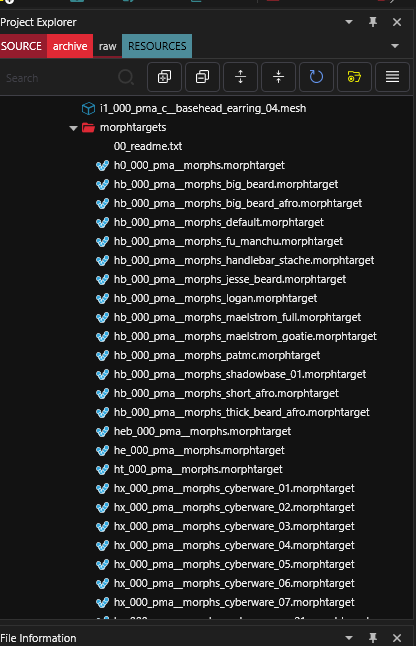 Project Explorer
SOURCE archive raw RESOURCES
Search
i1_000_pma_c__basehead_earring_04.mesh
morphtargets
00_readme.txt
h0_000_pma__morphs.morphtarget
hb_000_pma__morphs_big_beard.morphtarget
hb_000_pma__morphs_big_beard_afro.morphtarget
hb_000_pma__morphs_default.morphtarget
hb_000_pma__morphs_fu_manchu.morphtarget
hb_000_pma__morphs_handlebar_stache.morphtarget
hb_000_pma__morphs_jesse_beard.morphtarget
hb_000_pma__morphs_logan.morphtarget
hb_000_pma__morphs_maelstrom_full.morphtarget
hb_000_pma__morphs_maelstrom_goatie.morphtarget
hb_000_pma__morphs_patmc.morphtarget
hb_000_pma__morphs_shadowbase_01.morphtarget
hb_000_pma__morphs_short_afro.morphtarget
hb_000_pma__morphs_thick_beard_afro.morphtarget
heb_000_pma__morphs.morphtarget
he_000_pma__morphs.morphtarget
ht_000_pma__morphs.morphtarget
hx_000_pma__morphs_cyberware_01.morphtarget
hx_000_pma__morphs_cyberware_02.morphtarget
hx_000_pma__morphs_cyberware_03.morphtarget
hx_000_pma__morphs_cyberware_04.morphtarget
hx_000_pma__morphs_cyberware_05.morphtarget
hx_000_pma__morphs_cyberware_06.morphtarget
hx_000_pma__morphs_cyberware_07.morphtarget
File Information